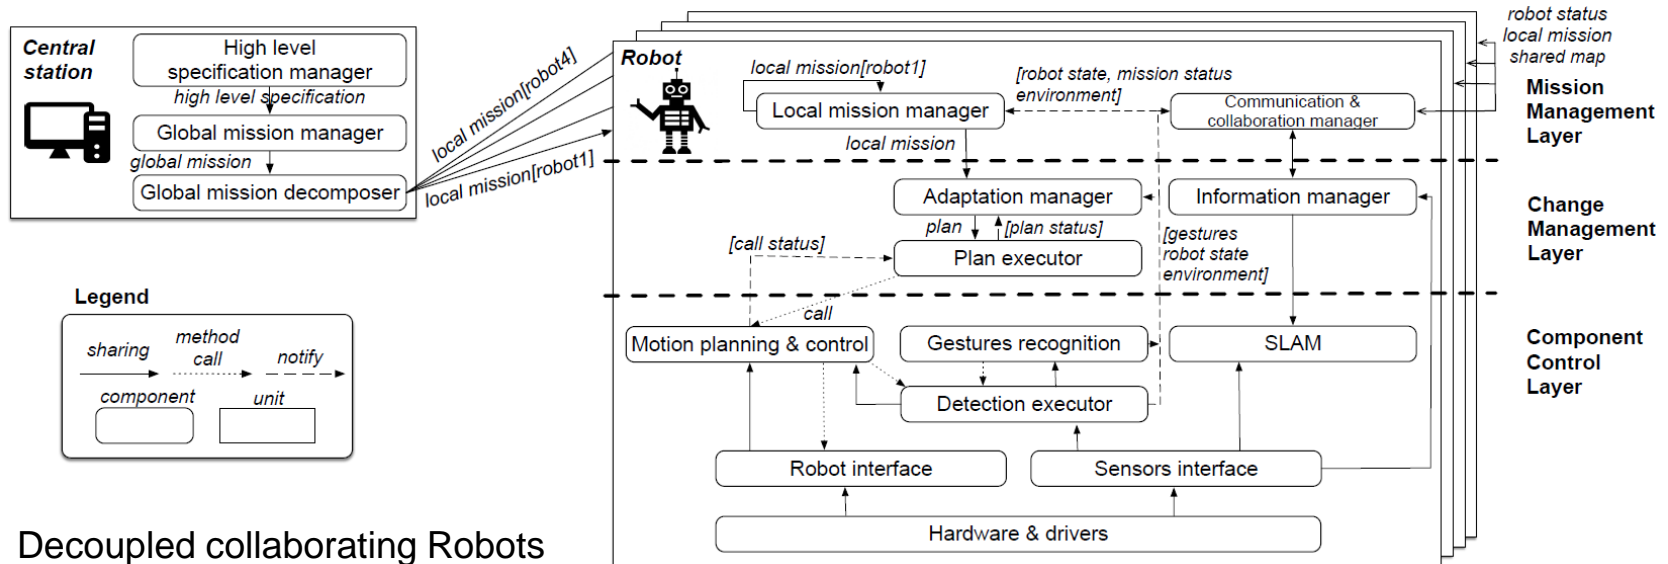 Central
station
High level
specification manager
high level specification
Global mission manager
global mission
Global mission decomposer
local mission[robot4]
local mission[robot1]
Robot
local mission[robot1]
Local mission manager
local mission
[robot state, mission status
environment]
Communication &
collaboration manager
robot status
local mission
shared map
Mission
Management
Layer
Adaptation manager
Information manager
plan
[plan status]
[call status]
Plan executor
[gestures
robot state
environment]
Change
Management
Layer
call
Motion planning & control
Gestures recognition
SLAM
Detection executor
Component
Control
Layer
Robot interface
Sensors interface
Hardware & drivers
Legend
sharing
method
call
notify
component
unit
Decoupled collaborating Robots